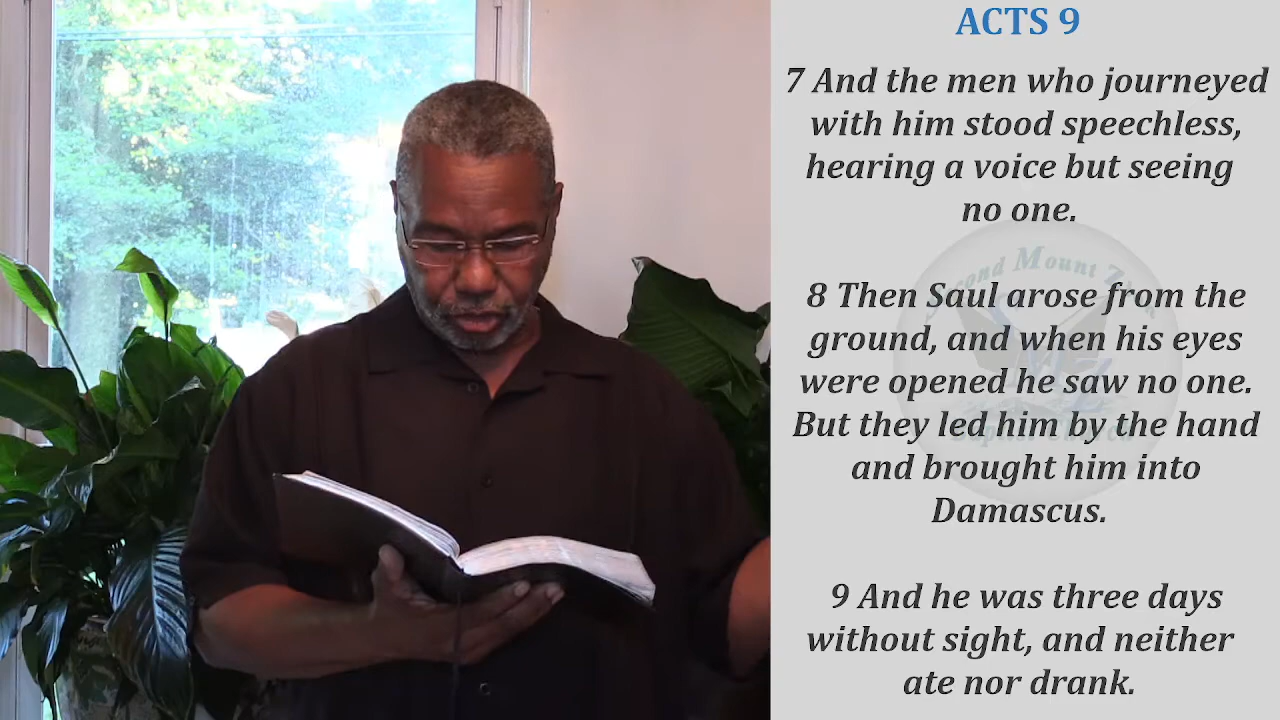 ACTS 9
7 And the men who journeyed
with him stood speechless,
hearing a voice but seeing
no one.
8 Then Saul arose from the
ground, and when his eyes
were opened he saw no one.
But they led him by the hand
and brought him into
Damascus.
9 And he was three days
without sight, and neither
ate nor drank.
Mount
Baptist Church